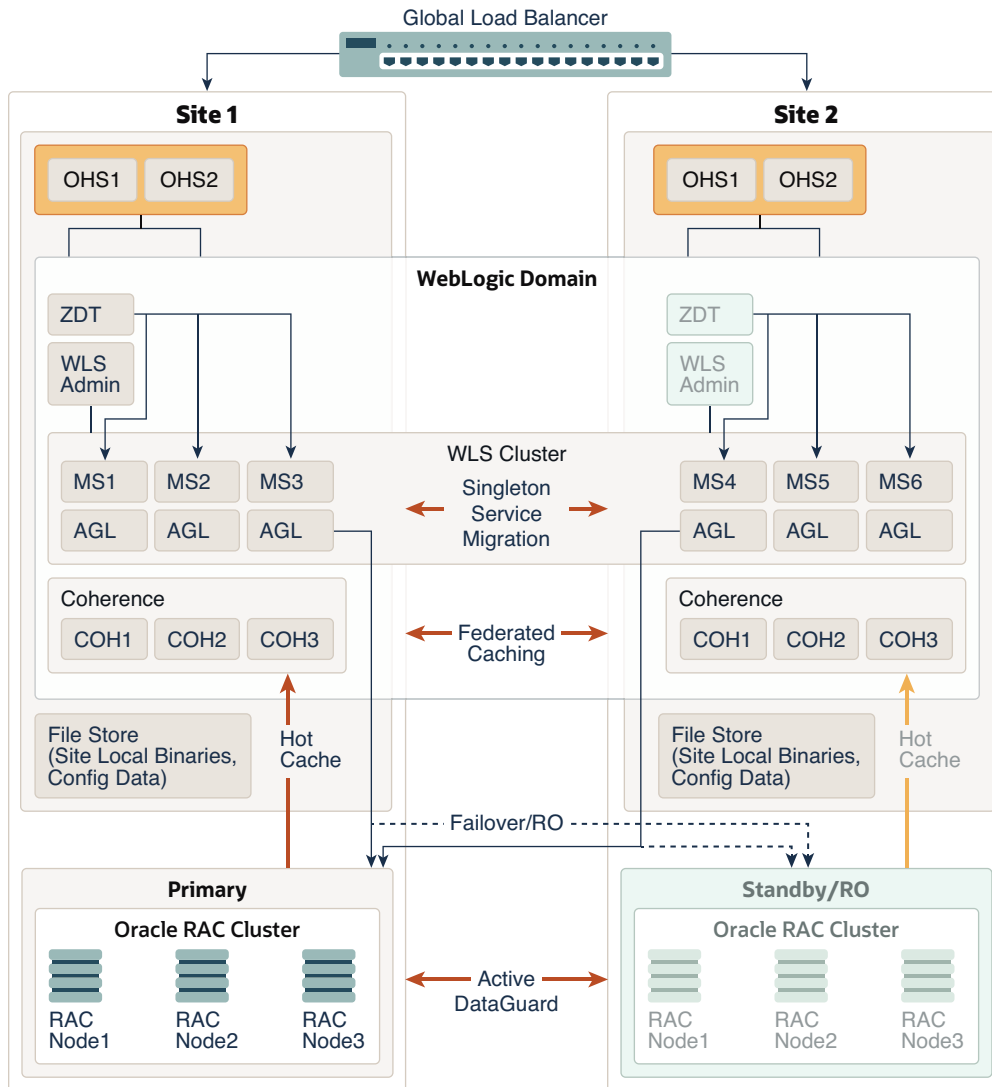 Global Load Balancer
Site 1
Site 2
OHS1
OHS2
OHS1
OHS2
WebLogic Domain
ZDT
WLS
Admin
ZDT
WLS
Admin
WLS Cluster
MS1
MS2
MS3
Singleton
Service
Migration
MS4
MS5
MS6
AGL
AGL
AGL
AGL
AGL
AGL
Coherence
COH1
COH2
COH3
Federated
Caching
Coherence
COH1
COH2
COH3
File Store
(Site Local Binaries,
Config Data)
Hot
Cache
File Store
(Site Local Binaries,
Config Data)
Hot
Cache
Failover/RO
Primary
Oracle RAC Cluster
RAC
Node1
RAC
Node2
RAC
Node3
Active
DataGuard
Standby/RO
Oracle RAC Cluster
RAC
Node1
RAC
Node2
RAC
Node3